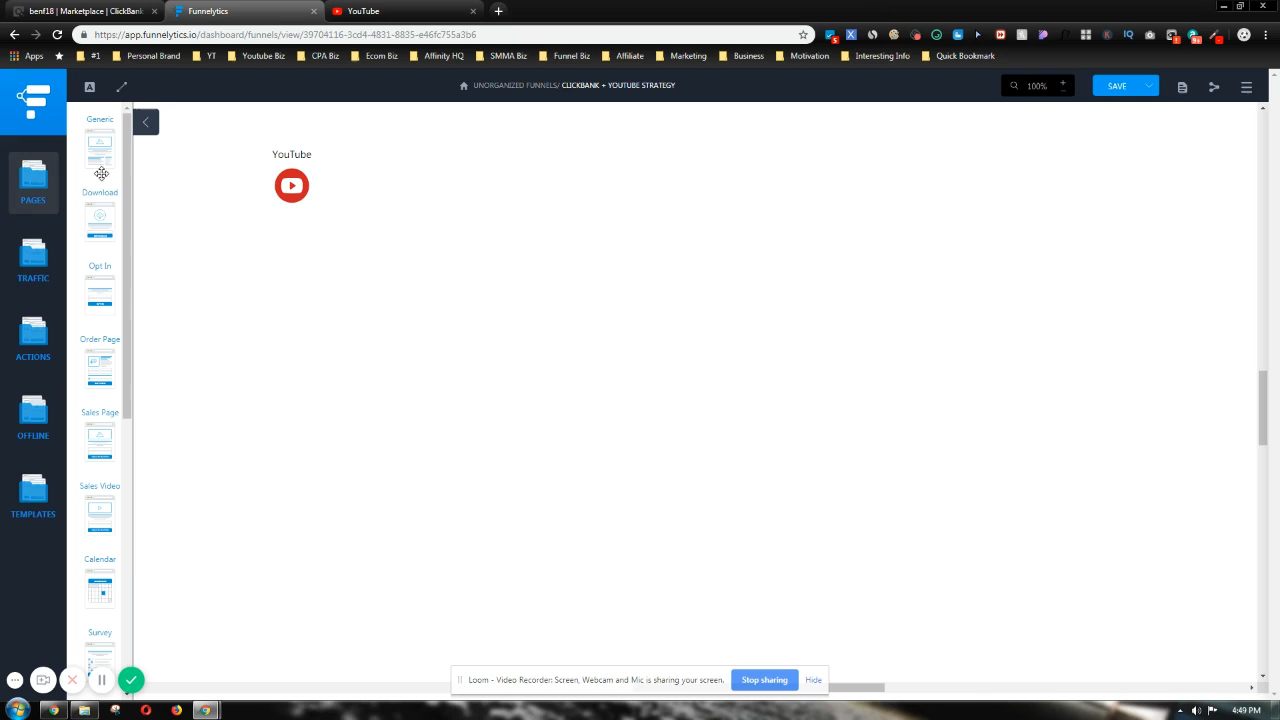 benf18 | Marketplace | ClickBank
Funnelytics
YouTube
https://app.funnelytics.io/dashboard/funnels/view/39704116-3cd4-4831-8835-e46fc755a3b6
Apps
#1
Personal Brand
YT
Youtube Biz
CPA Biz
Ecom Biz
Affinity HQ
SMMA Biz
Funnel Biz
Affiliate
Marketing
Business
Motivation
Interesting Info
Quick Bookmark
UNORGANIZED FUNNELS/ CLICKBANK + YOUTUBE STRATEGY
100%
SAVE
PAGES
TRAFFIC
ACTIONS
OFFLINE
TEMPLATES
Generic
Download
Opt In
Order Page
Sales Page
Sales Video
Calendar
Survey
YouTube
Loom - Video Recorder: Screen, Webcam and Mic is sharing your screen.
Stop sharing
Hide
4:49 PM